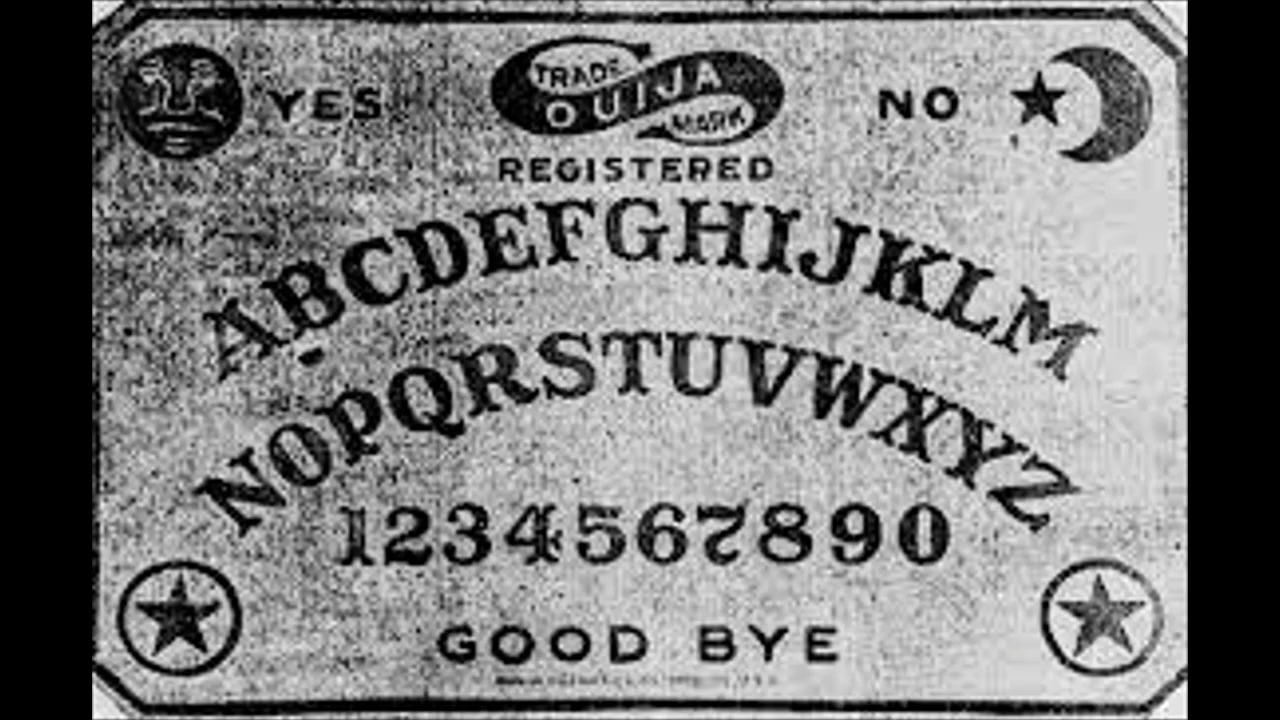 YES
TRADE
OUIJA
MARK
NO
REGISTERED
ABCDEFGHIJKLM
NOPQRSTUVWXYZ
1234567890
GOOD BYE